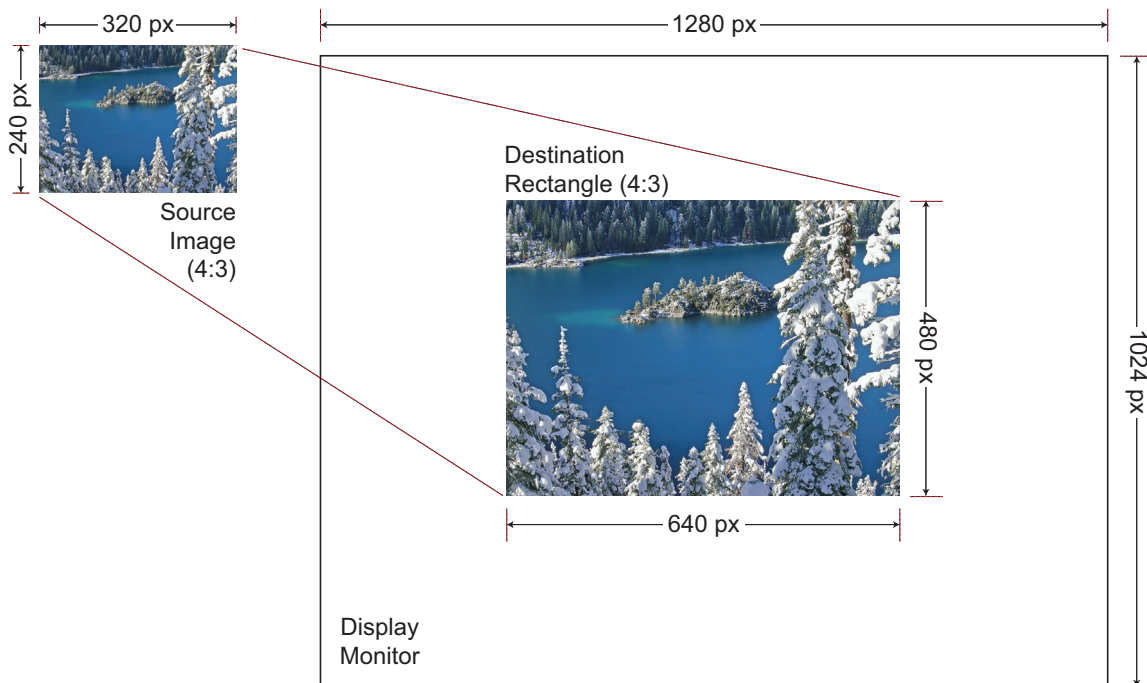 320 px
1280 px
240 px
Source
Image
(4:3)
Destination
Rectangle (4:3)
480 px
640 px
1024 px
Display
Monitor